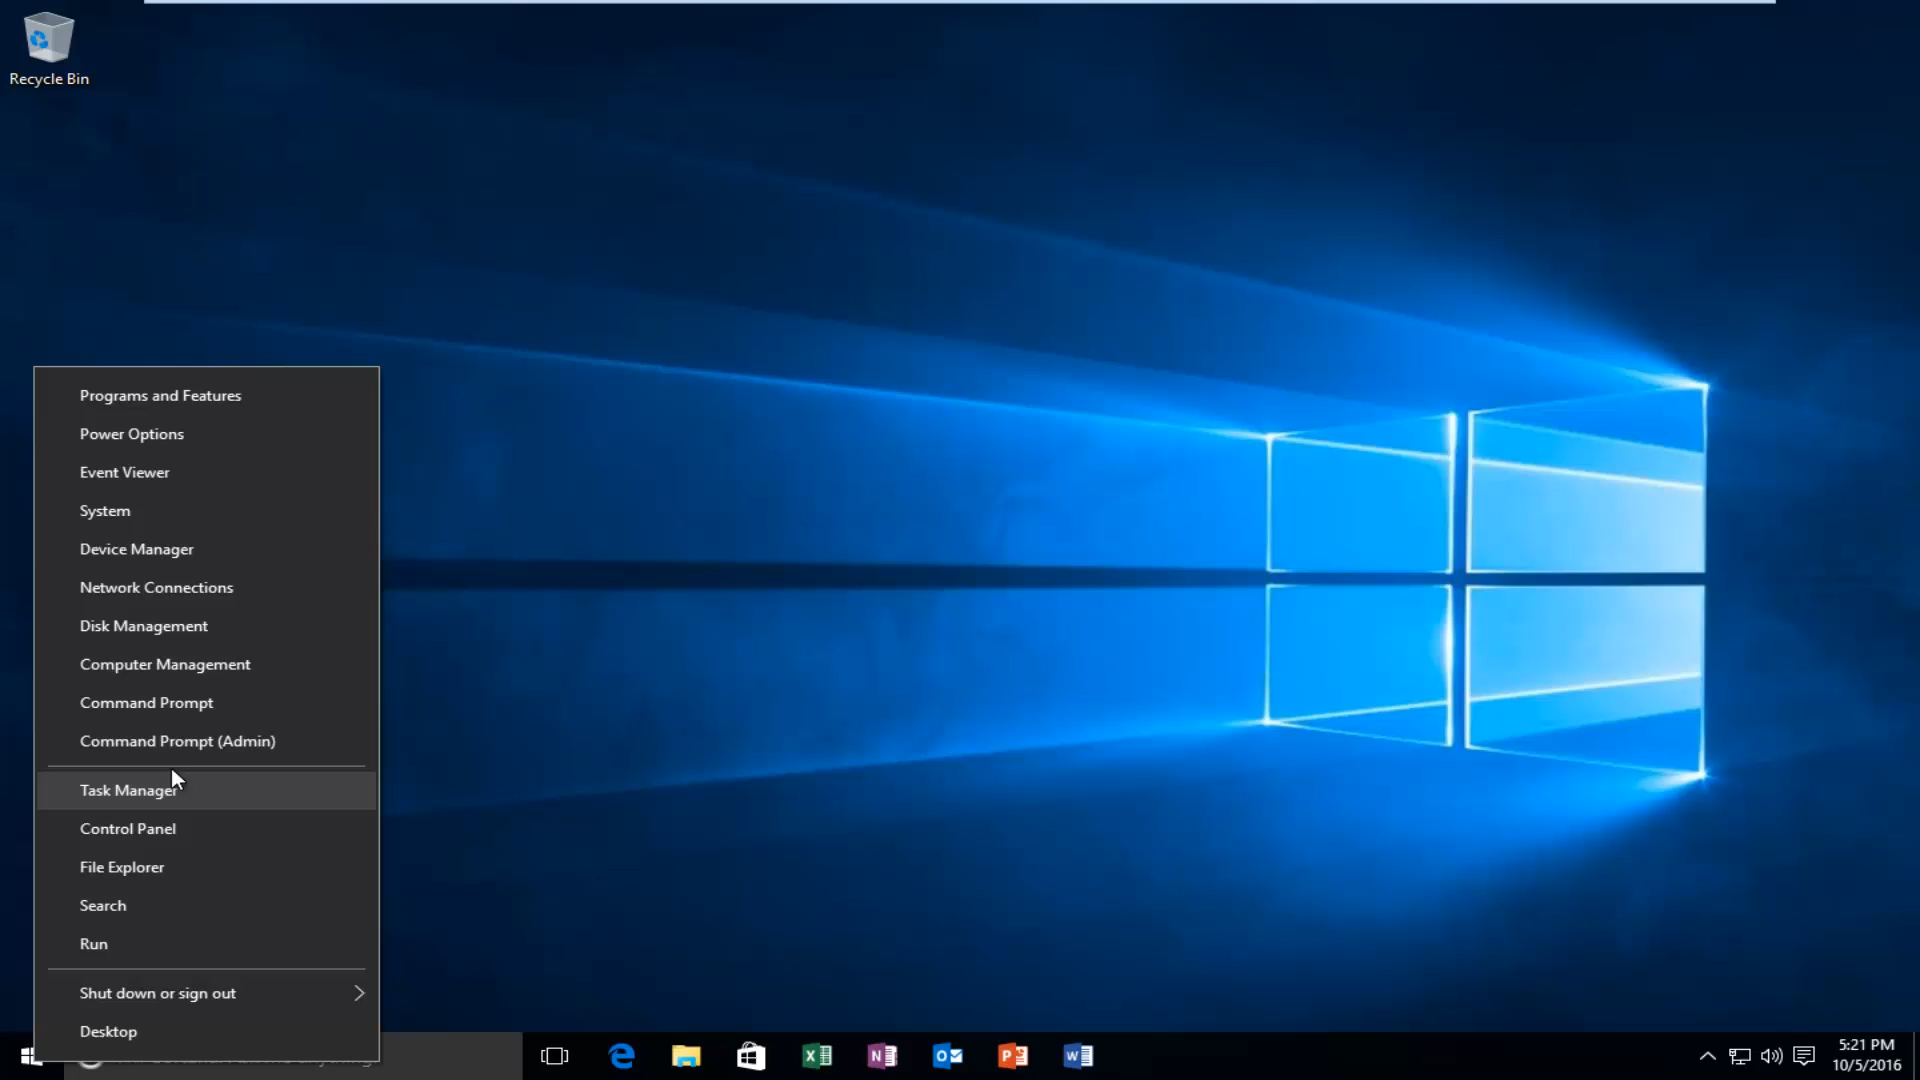 Recycle Bin
Programs and Features
Power Options
Event Viewer
System
Device Manager
Network Connections
Disk Management
Computer Management
Command Prompt
Command Prompt (Admin)
Task Manager
Control Panel
File Explorer
Search
Run
Shut down or sign out
Desktop
X
N
O
P
W
5:21 PM
10/5/2016